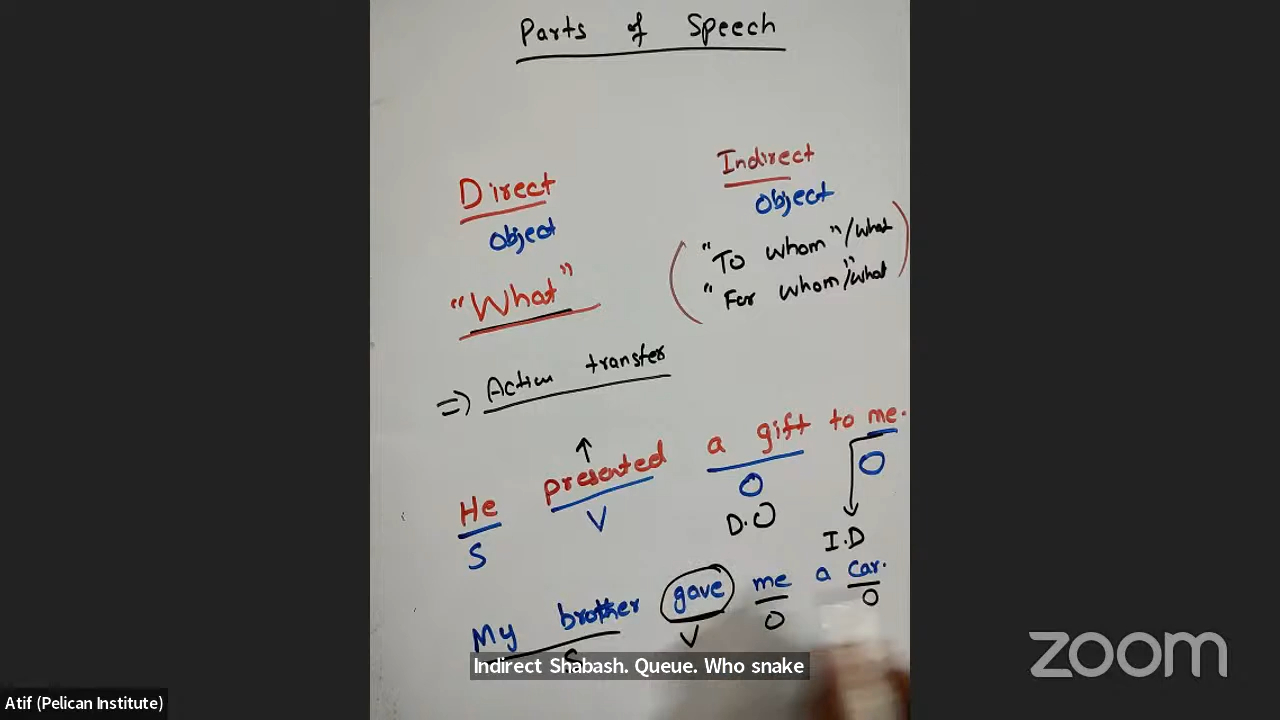 Parts of Speech
Direct
Object
"What"
Indirect
Object
"To whom"/what
"For whom"/what
=> Action transfer
↑
He presented a gift to me.
S V O O
D.O I.D
My brother gave me a car.
S V O O
Indirect Shabash. Queue. Who snake
Atif (Pelican Institute)
zoom